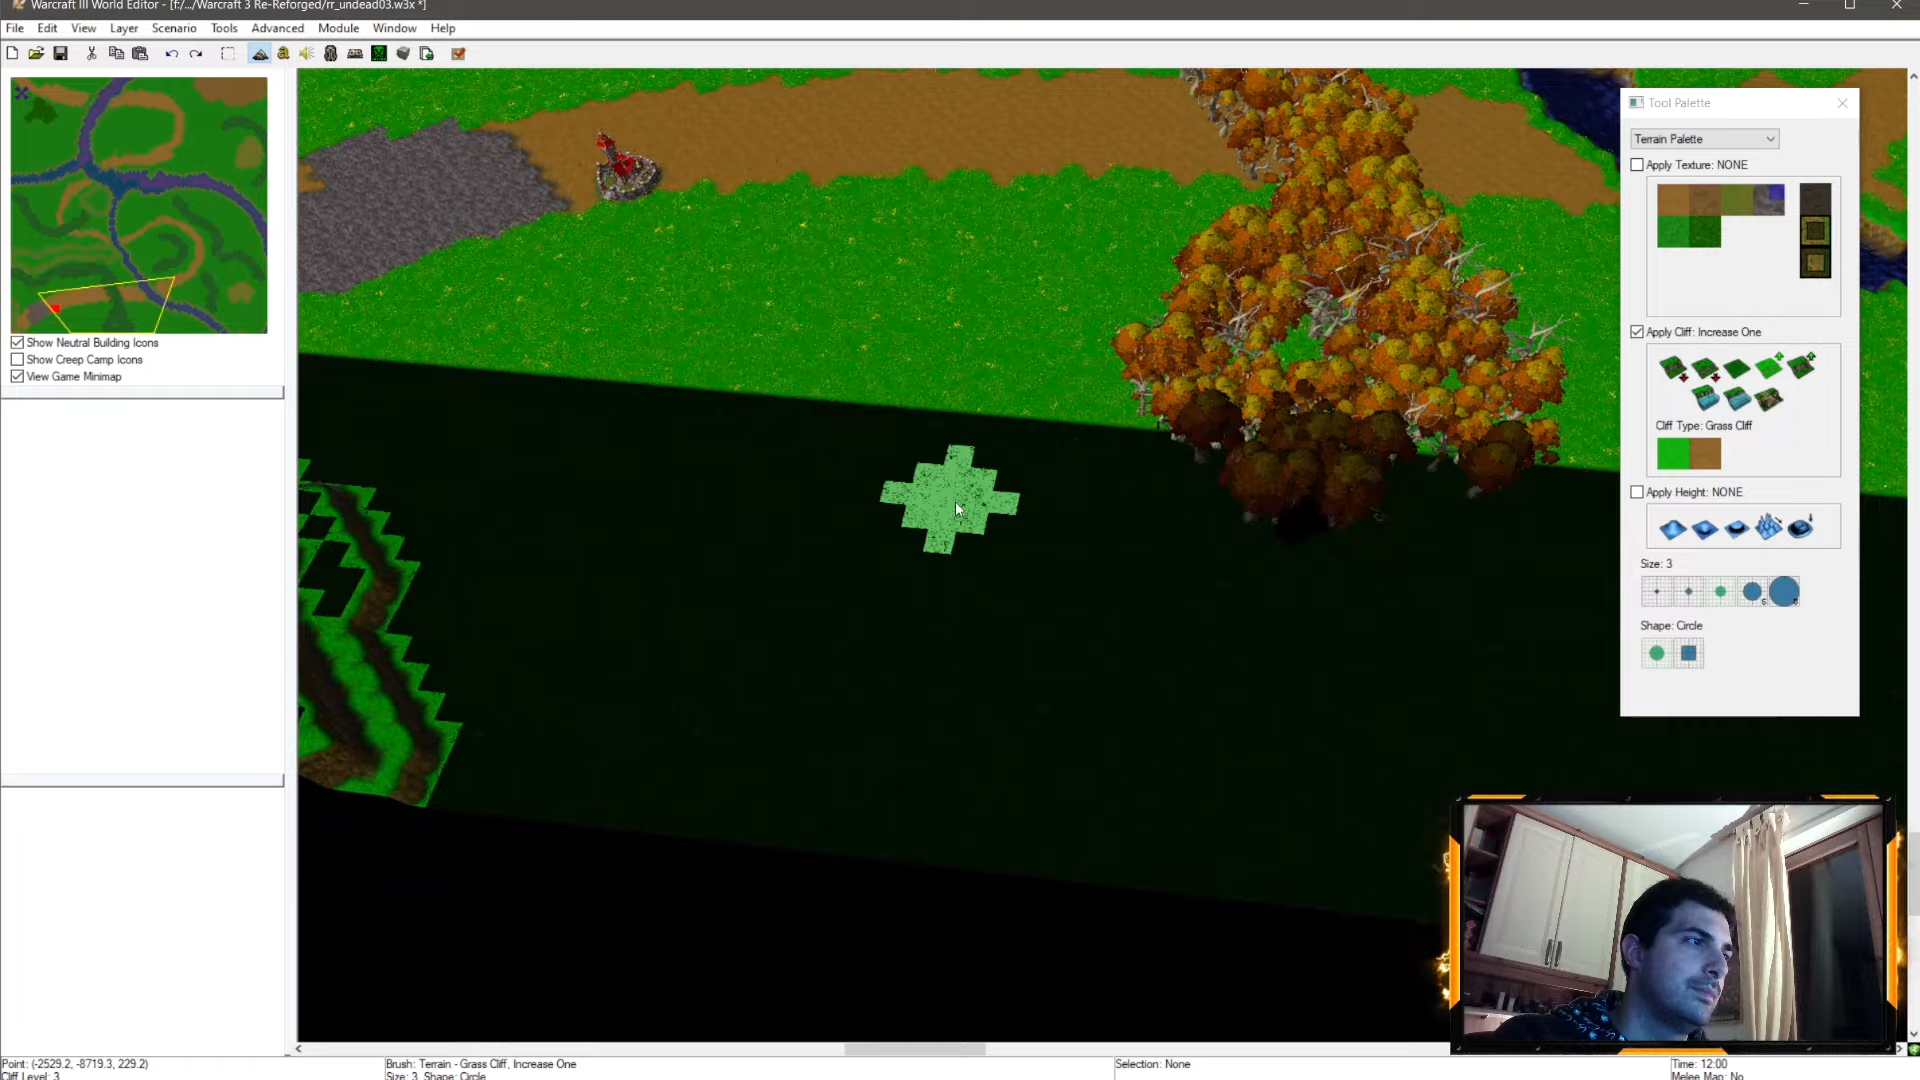 Warcraft III World Editor - [f:/.../Warcraft 3 Re-Reforged/rr_undead03.w3x *]
File Edit View Layer Scenario Tools Advanced Module Window Help
Show Neutral Building Icons
Show Creep Camp Icons
View Game Minimap
Tool Palette
Terrain Palette
Apply Texture: NONE
Apply Cliff: Increase One
Cliff Type: Grass Cliff
Apply Height: NONE
Size: 3
Shape: Circle
Point: (-2529.2, -8719.3, 229.2)
Cliff Level: 3
Brush: Terrain - Grass Cliff, Increase One
Size: 3, Shape: Circle
Selection: None
Time: 12:00
Melee Map: No